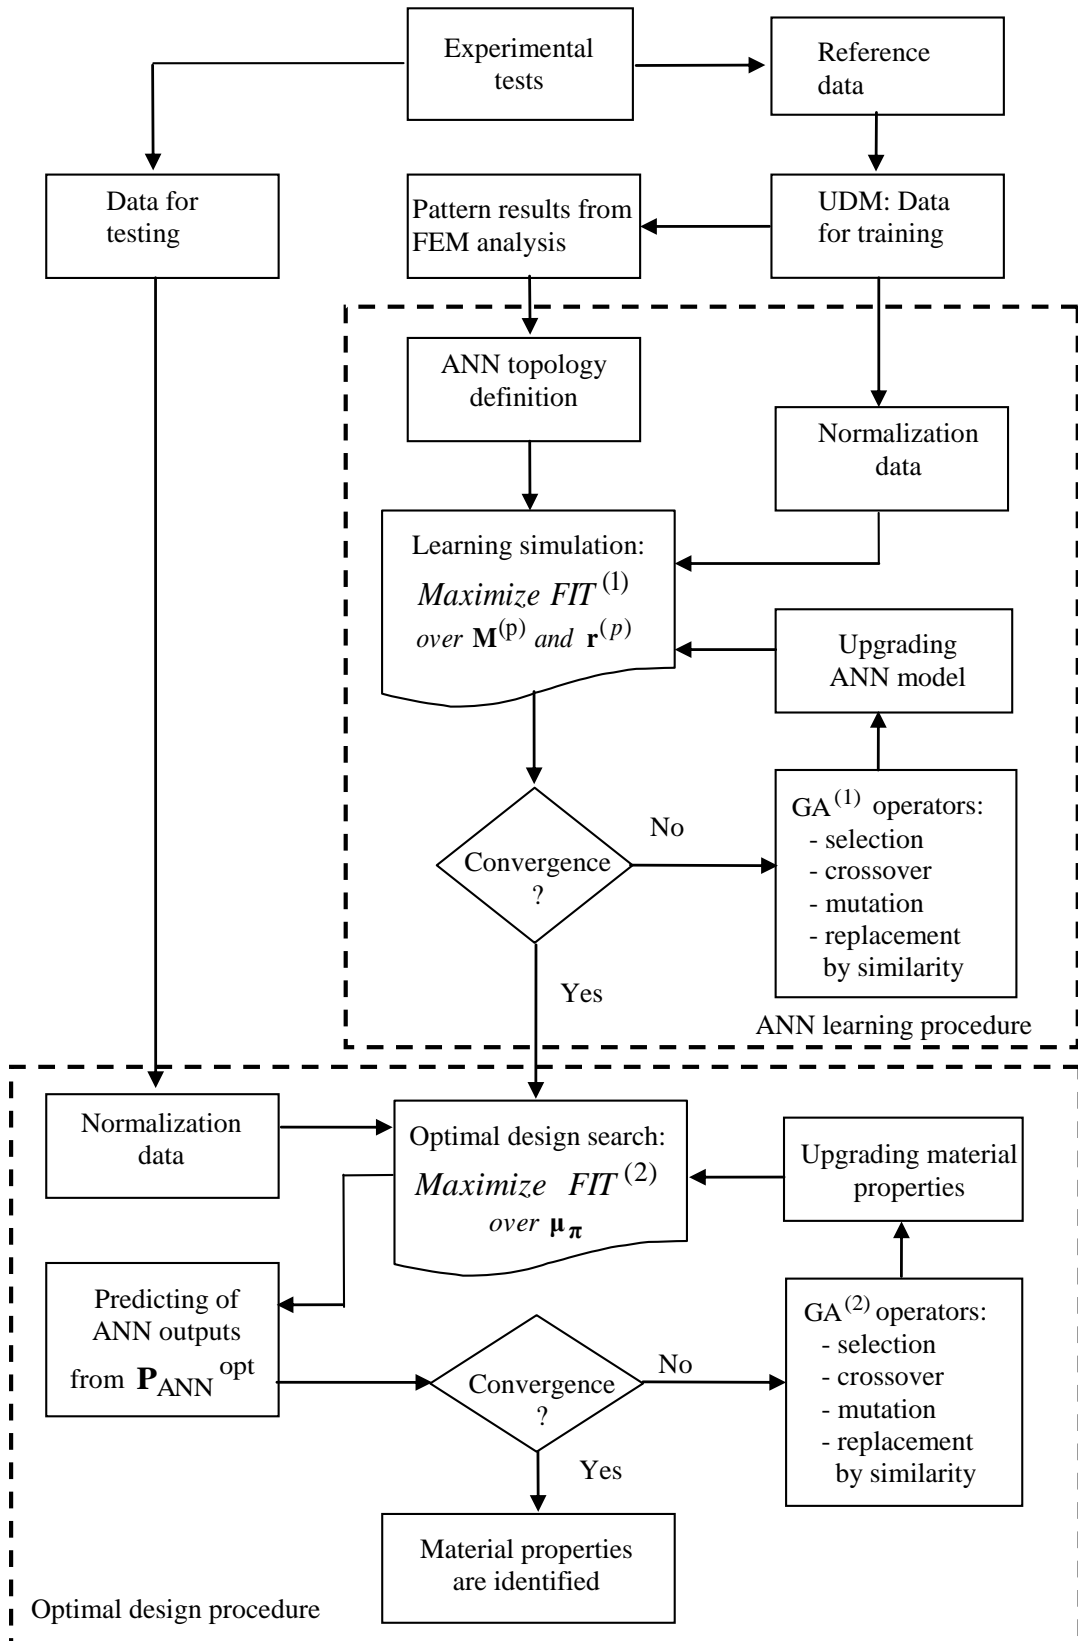 Experimental
tests
Reference
data
Data for
testing
Pattern results from
FEM analysis
UDM: Data
for training
ANN topology
definition
Normalization
data
Learning simulation:
Maximize FIT (1)
over M(p) and r(p)
Upgrading
ANN model
Convergence
?
No
GA(1) operators:
- selection
- crossover
- mutation
- replacement
by similarity
Yes
ANN learning procedure
Normalization
data
Optimal design search:
Maximize FIT (2)
over μπ
Upgrading material
properties
Predicting of
ANN outputs
from PANN opt
Convergence
?
No
GA(2) operators:
- selection
- crossover
- mutation
- replacement
by similarity
Yes
Material properties
are identified
Optimal design procedure